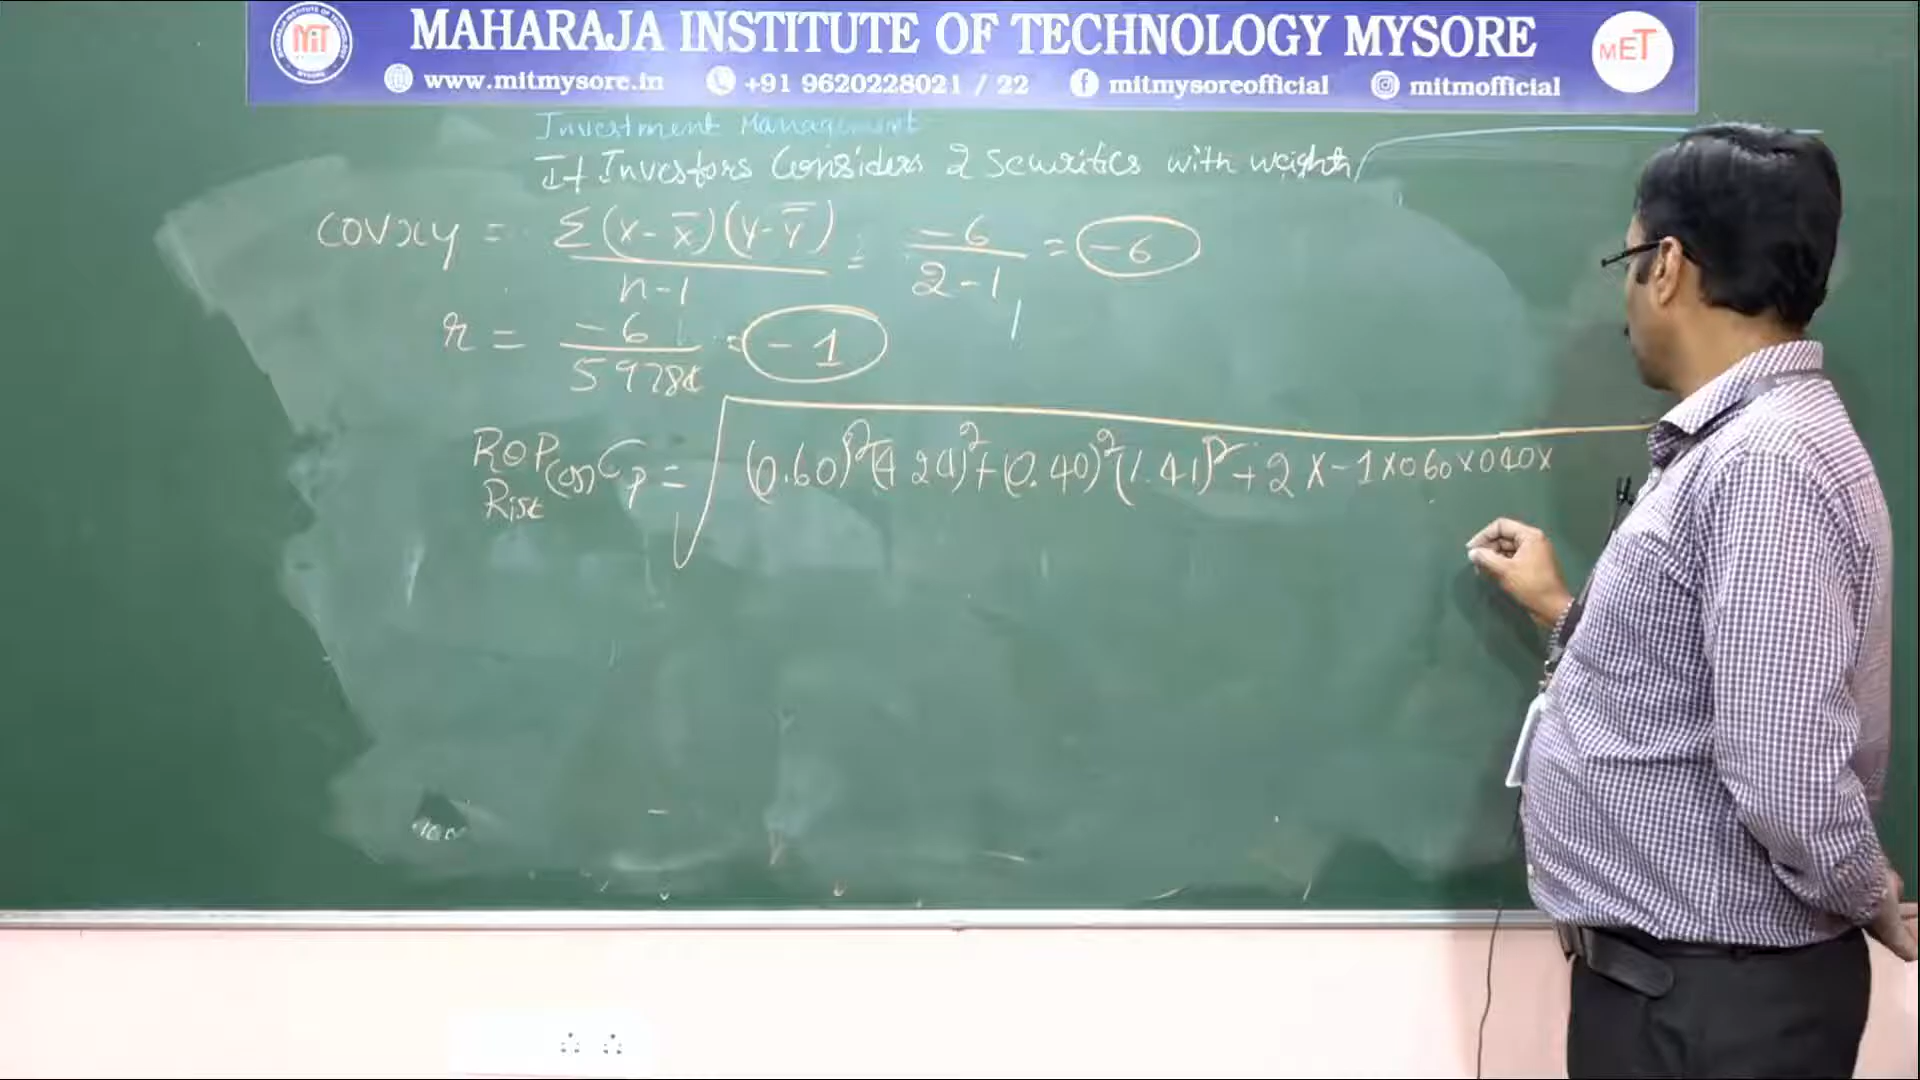 MAHARAJA INSTITUTE OF TECHNOLOGY MYSORE
MIT
MET
www.mitmysore.in +91 9620228021 / 22 mitmysoreofficial mitmofficial
Investment Management
If Investors Considers 2 Securities with weights
COVxy = Σ(x-x̅)(y-y̅) / n-1 = -6 / 2-1 = -6
r = -6 / 5.9784 = -1
Risk (or) σp = √(0.60)²(4.24)²+(0.40)²(1.41)²+2×-1×0.60×0.40×